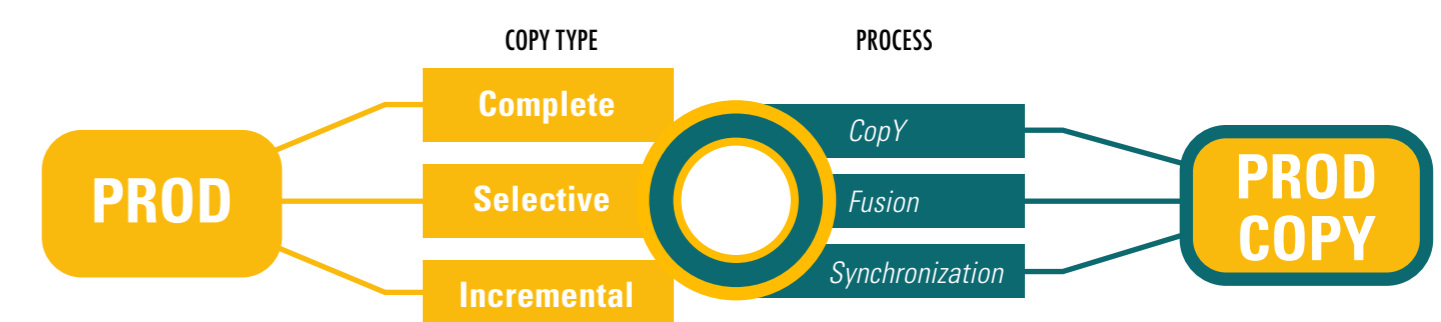 COPY TYPE
PROCESS
PROD
Complete
Selective
Incremental
CopY
Fusion
Synchronization
PROD
COPY